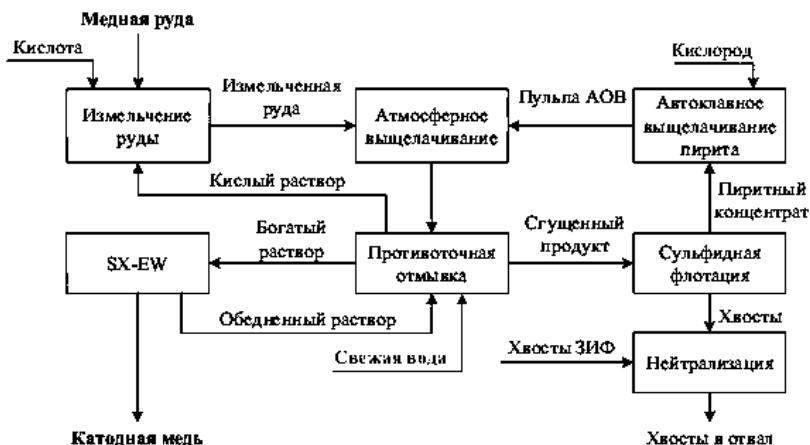 Медная руда
Кислота
Кислород
Измельчение
руды
Измельченная
руда
Атмосферное
выщелачивание
Пульпа АОВ
Автоклавное
выщелачивание
пирита
Кислый раствор
Пиритный
концентрат
Богатый
раствор
Сгущенный
продукт
SX-EW
Противоточная
отмывка
Сульфидная
флотация
Обедненный раствор
Хвосты
Свежая вода
Хвосты ЗИФ
Нейтрализация
Катодная медь
Хвосты в отвал